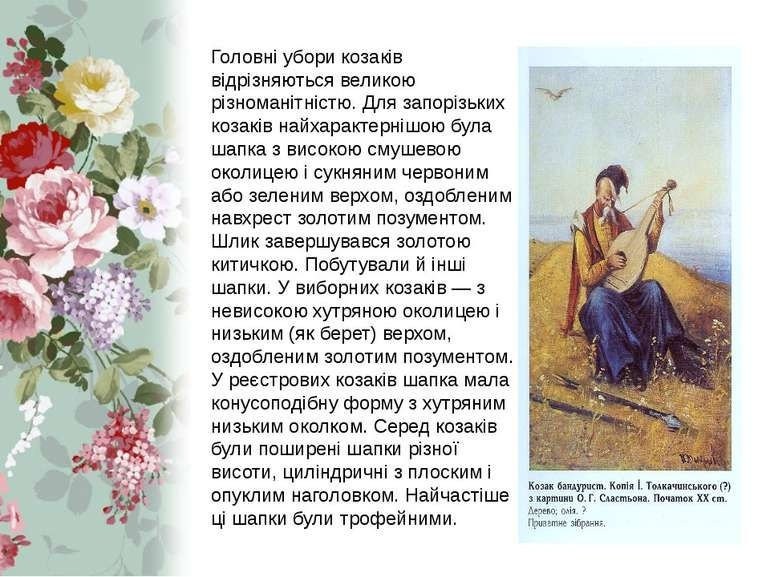 Головні убори козаків
відрізняються великою
різноманітністю. Для запорізьких
козаків найхарактернішою була
шапка з високою смушевою
околицею і сукняним червоним
або зеленим верхом, оздобленим
навхрест золотим позументом.
Шлик завершувався золотою
китичкою. Побутували й інші
шапки. У виборних козаків — з
невисокою хутряною околицею і
низьким (як берет) верхом,
оздобленим золотим позументом.
У реєстрових козаків шапка мала
конусоподібну форму з хутряним
низьким околком. Серед козаків
були поширені шапки різної
висоти, циліндричні з плоским і
опуклим наголовком. Найчастіше
ці шапки були трофейними.
Козак бандурист. Копія І. Толкачинського (?)
з картини О. Г. Сластьона. Початок XX ст.
Дерево; олія. ?
Приватне зібрання.